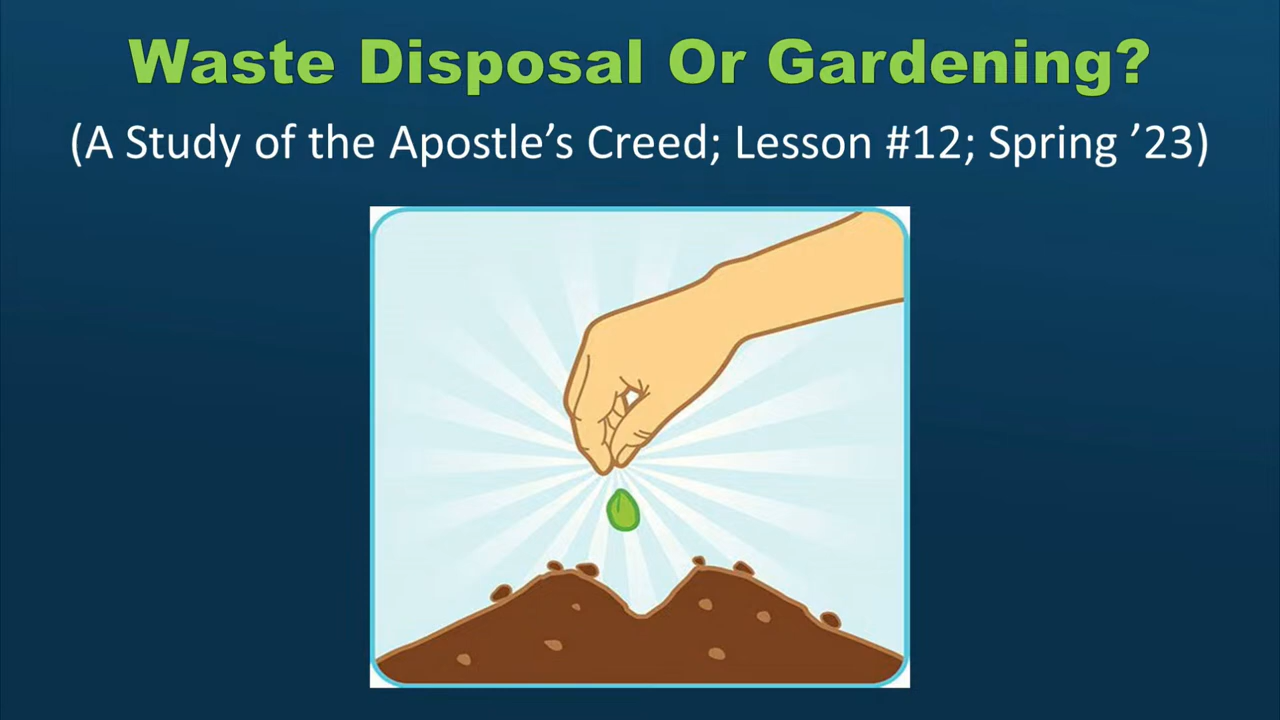 Waste Disposal Or Gardening?
(A Study of the Apostle’s Creed; Lesson #12; Spring ’23)